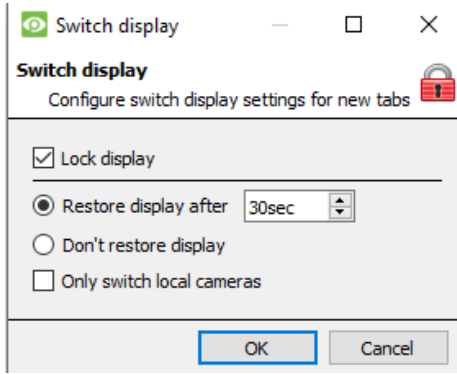 Switch display
Switch display
Configure switch display settings for new tabs
Lock display
Restore display after 30sec
Don't restore display
Only switch local cameras
OK Cancel